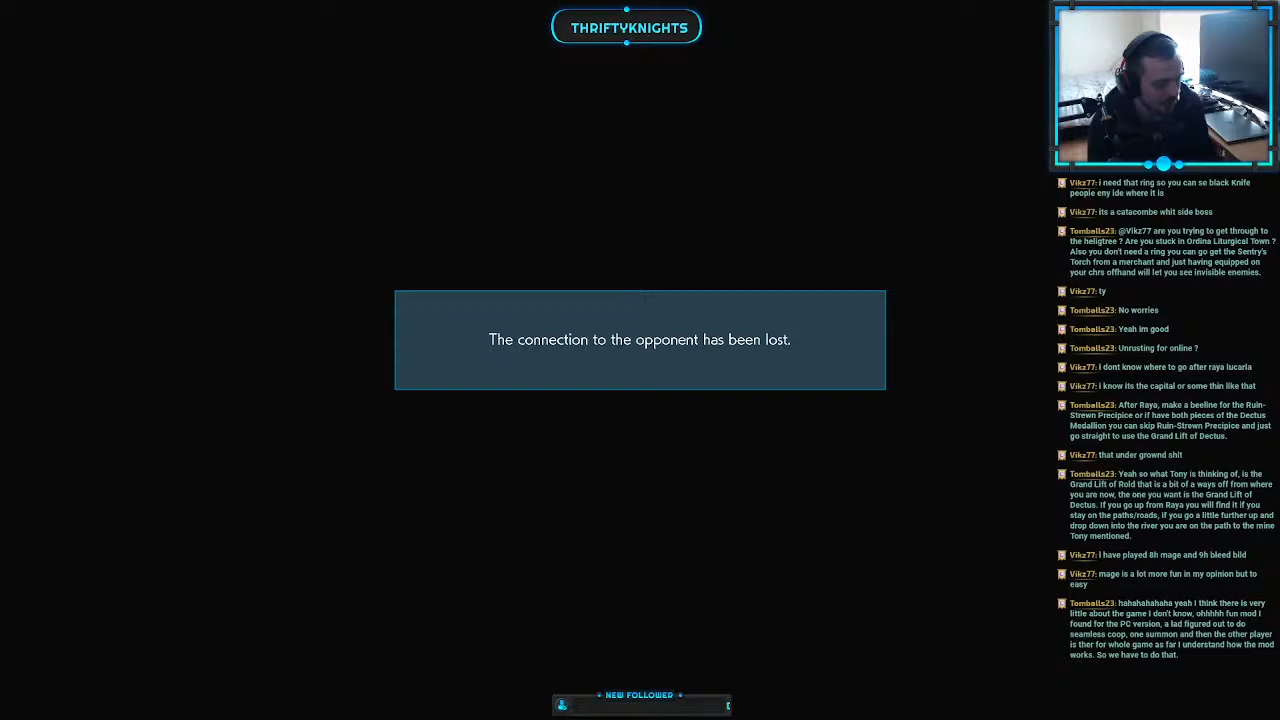 THRIFTYKNIGHTS
The connection to the opponent has been lost.
Vikz77: i need that ring so you can se black Knife
people eny ide where it is
Vikz77: its a catacombe whit side boss
Tomballs23: @Vikz77 are you trying to get through to
the heligtree ? Are you stuck in Ordina Liturgical Town ?
Also you don't need a ring you can go get the Sentry's
Torch from a merchant and just having equipped on
your chrs offhand will let you see invisible enemies.
Vikz77: ty
Tomballs23: No worries
Tomballs23: Yeah im good
Tomballs23: Unrusting for online ?
Vikz77: i dont know where to go after raya lucarla
Vikz77: i know its the capital or some thin like that
Tomballs23: After Raya, make a beeline for the Ruin-
Strewn Precipice or if have both pieces of the Dectus
Medallion you can skip Ruin-Strewn Precipice and just
go straight to use the Grand Lift of Dectus.
Vikz77: that under grownd shit
Tomballs23: Yeah so what Tony is thinking of, is the
Grand Lift of Rold that is a bit of a ways off from where
you are now, the one you want is the Grand Lift of
Dectus. If you go up from Raya you will find it if you
stay on the paths/roads, if you go a little further up and
drop down into the river you are on the path to the mine
Tony mentioned.
Vikz77: i have played 8h mage and 9h bleed bild
Vikz77: mage is a lot more fun in my opinion but to
easy
Tomballs23: hahahahahaha yeah I think there is very
little about the game I don't know, ohhhhh fun mod I
found for the PC version, a lad figured out to do
seamless coop, one summon and then the other player
is ther for whole game as far I understand how the mod
works. So we have to do that.
NEW FOLLOWER